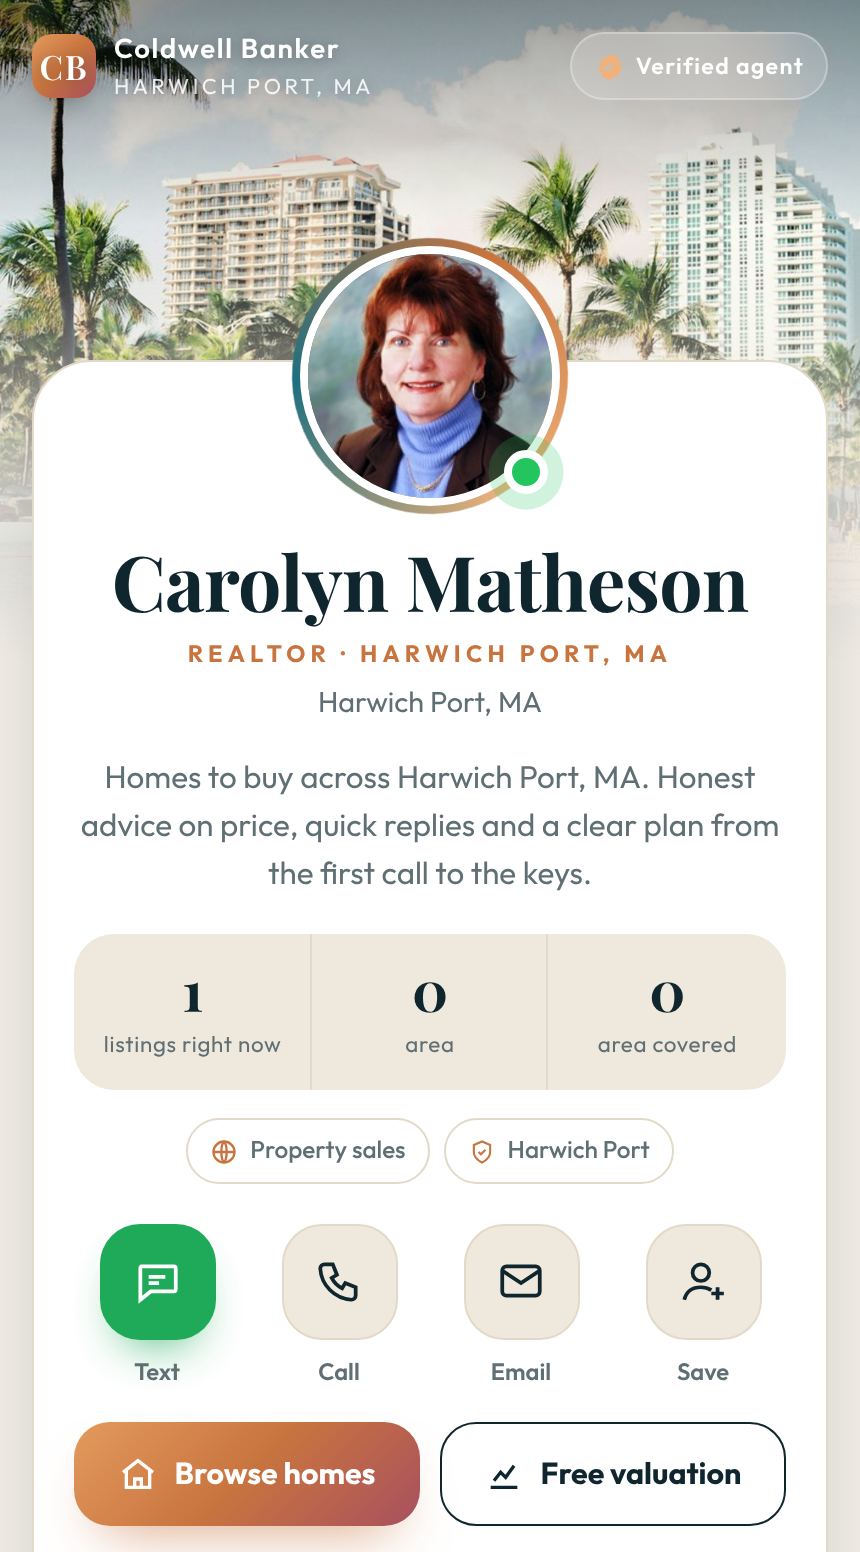 CB
Coldwell Banker
HARWICH PORT, MA
Verified agent
Carolyn Matheson
REALTOR · HARWICH PORT, MA
Harwich Port, MA
Homes to buy across Harwich Port, MA. Honest
advice on price, quick replies and a clear plan from
the first call to the keys.
1
listings right now
0
area
0
area covered
Property sales
Harwich Port
Text
Call
Email
Save
Browse homes
Free valuation